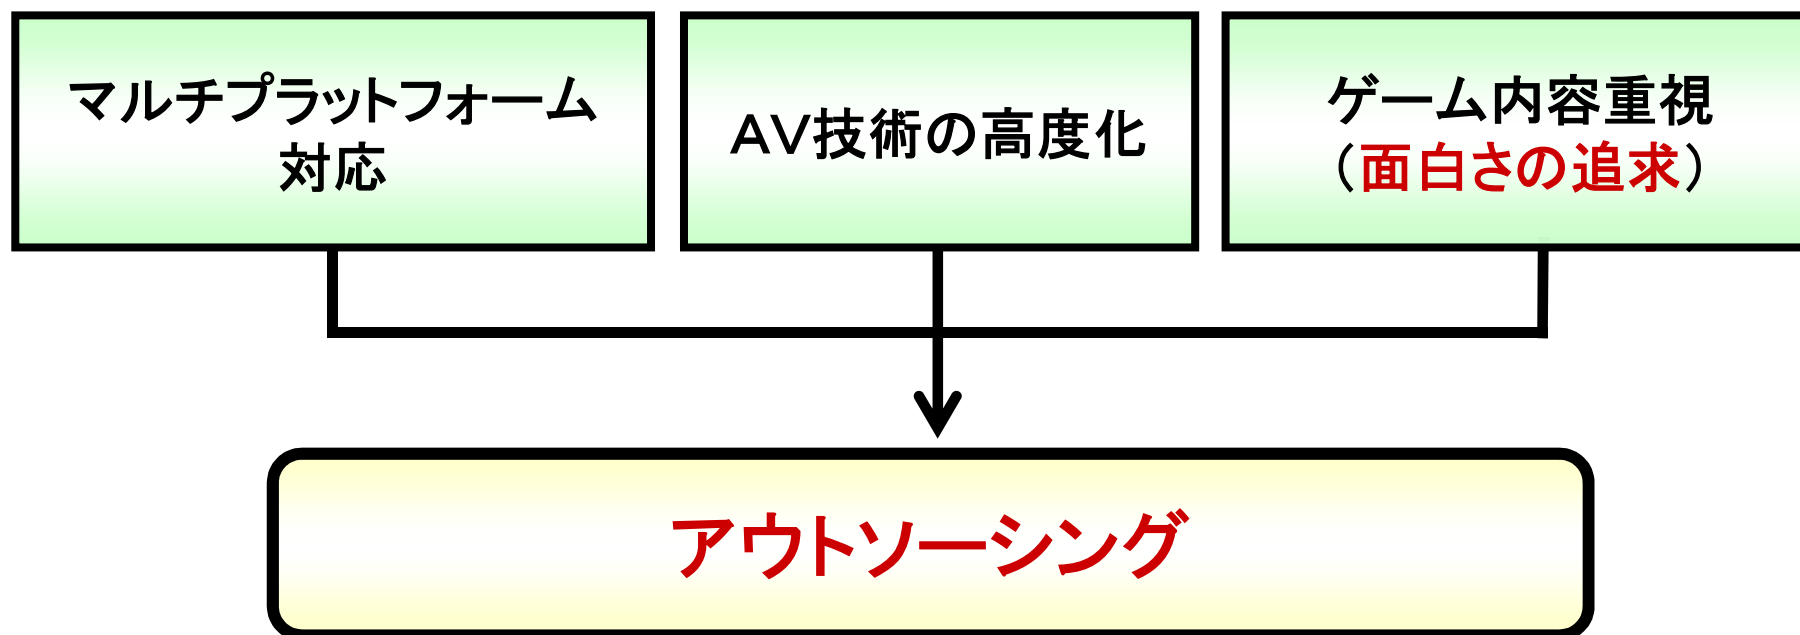 マルチプラットフォーム
対応
AV技術の高度化
ゲーム内容重視
（面白さの追求）
アウトソーシング